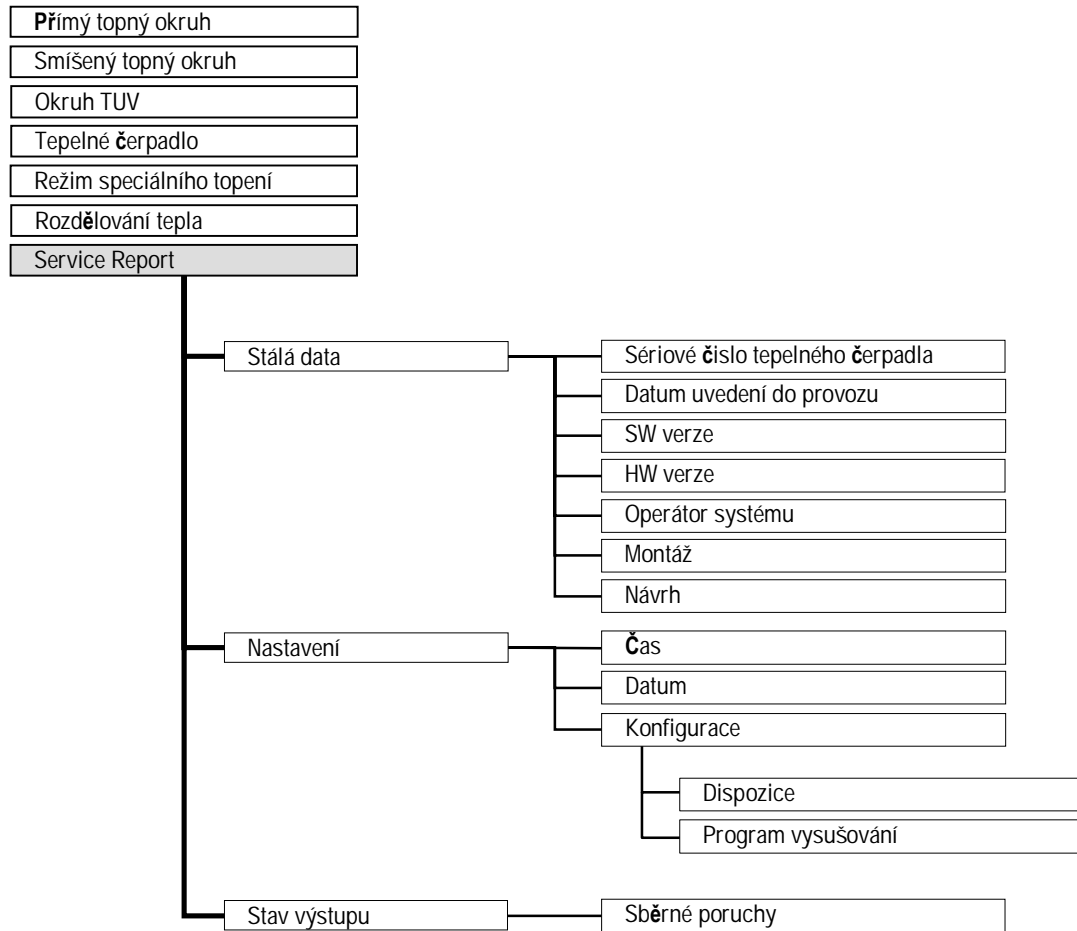 Přímý topný okruh
Smíšený topný okruh
Okruh TUV
Tepelné čerpadlo
Režim speciálního topení
Rozdělování tepla
Service Report
Stálá data
Sériové čislo tepelného čerpadla
Datum uvedení do provozu
SW verze
HW verze
Operátor systému
Montáž
Návrh
Nastavení
Čas
Datum
Konfigurace
Dispozice
Program vysušování
Stav výstupu
Sběrné poruchy